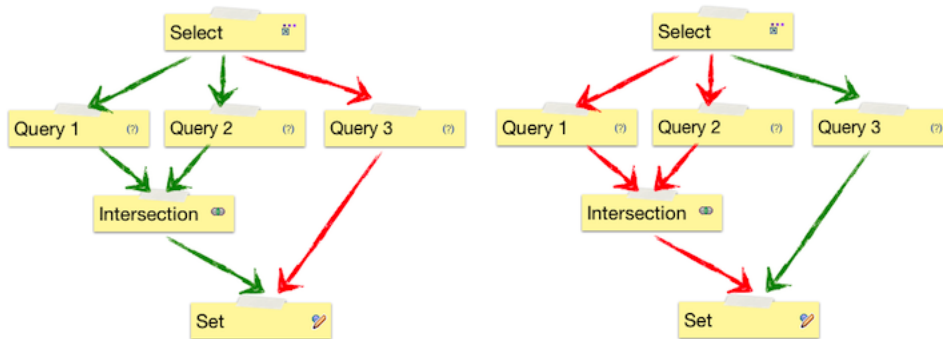 Select
Query 1 (?)
Query 2 (?)
Query 3 (?)
Intersection
Set
Select
Query 1 (?)
Query 2 (?)
Query 3 (?)
Intersection
Set